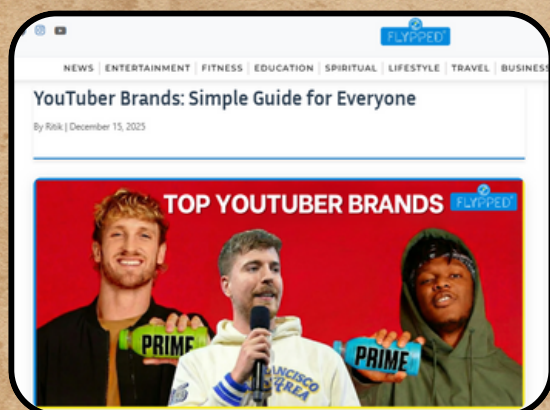 FLYPPED
NEWS ENTERTAINMENT FITNESS EDUCATION SPIRITUAL LIFESTYLE TRAVEL BUSINESS
YouTuber Brands: Simple Guide for Everyone
By Ritik | December 15, 2025
TOP YOUTUBER BRANDS FLYPPED
PRIME
PRIME